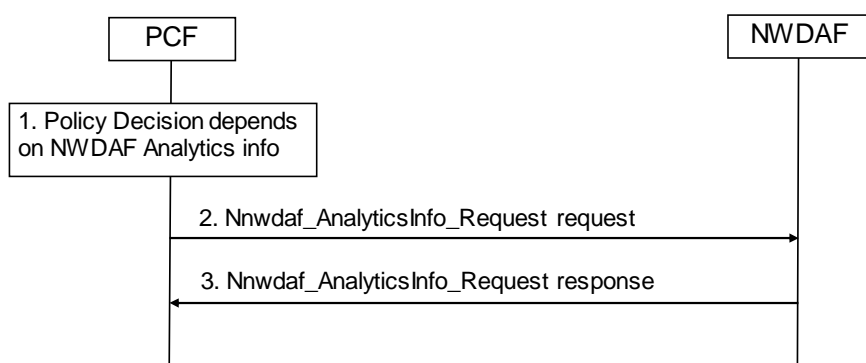 PCF
NWDAF
1. Policy Decision depends
on NWDAF Analytics info
2. Nnwdaf_AnalyticsInfo_Request request
3. Nnwdaf_AnalyticsInfo_Request response